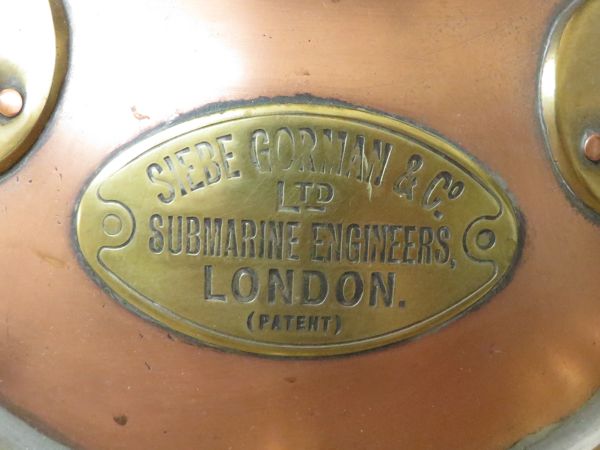 SIEBE GORMAN & Cº.
LTD
SUBMARINE ENGINEERS,
LONDON.
(PATENT)